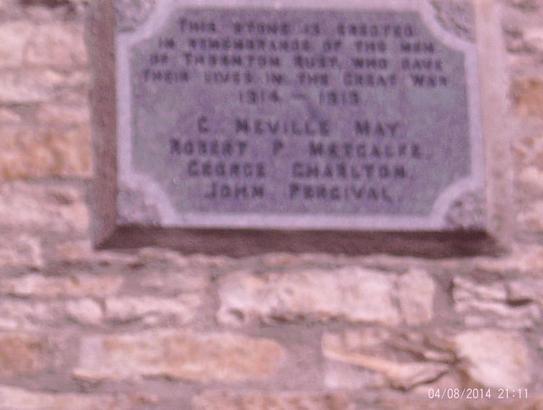 THIS STONE IS ERECTED
IN REMEMBRANCE OF THE MEN
OF THORNTON RUST, WHO GAVE
THEIR LIVES IN THE GREAT WAR
1914 – 1919
C. NEVILLE MAY.
ROBERT P METCALFE.
GEORGE CHARLTON.
JOHN PERCIVAL.
04/08/2014 21:11